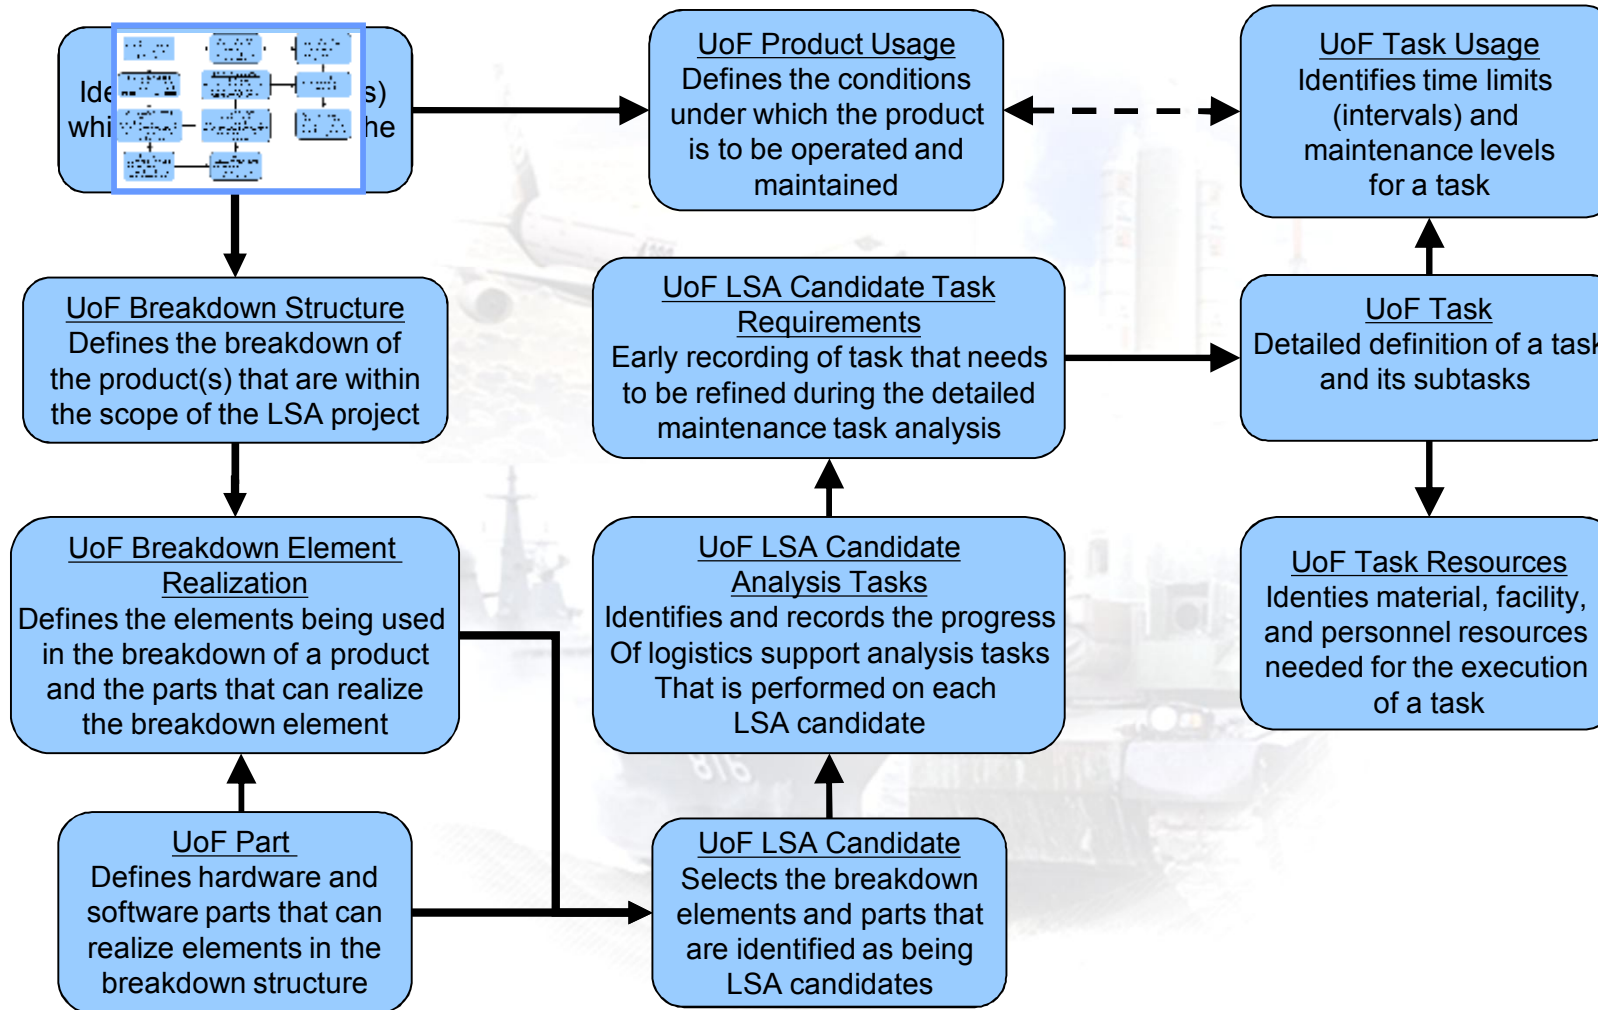 Ide s)
whi he
UoF Product Usage
Defines the conditions
under which the product
is to be operated and
maintained
UoF Task Usage
Identifies time limits
(intervals) and
maintenance levels
for a task
UoF Breakdown Structure
Defines the breakdown of
the product(s) that are within
the scope of the LSA project
UoF LSA Candidate Task
Requirements
Early recording of task that needs
to be refined during the detailed
maintenance task analysis
UoF Task
Detailed definition of a task
and its subtasks
UoF Breakdown Element
Realization
Defines the elements being used
in the breakdown of a product
and the parts that can realize
the breakdown element
UoF LSA Candidate
Analysis Tasks
Identifies and records the progress
Of logistics support analysis tasks
That is performed on each
LSA candidate
UoF Task Resources
Identies material, facility,
and personnel resources
needed for the execution
of a task
UoF Part
Defines hardware and
software parts that can
realize elements in the
breakdown structure
UoF LSA Candidate
Selects the breakdown
elements and parts that
are identified as being
LSA candidates
816